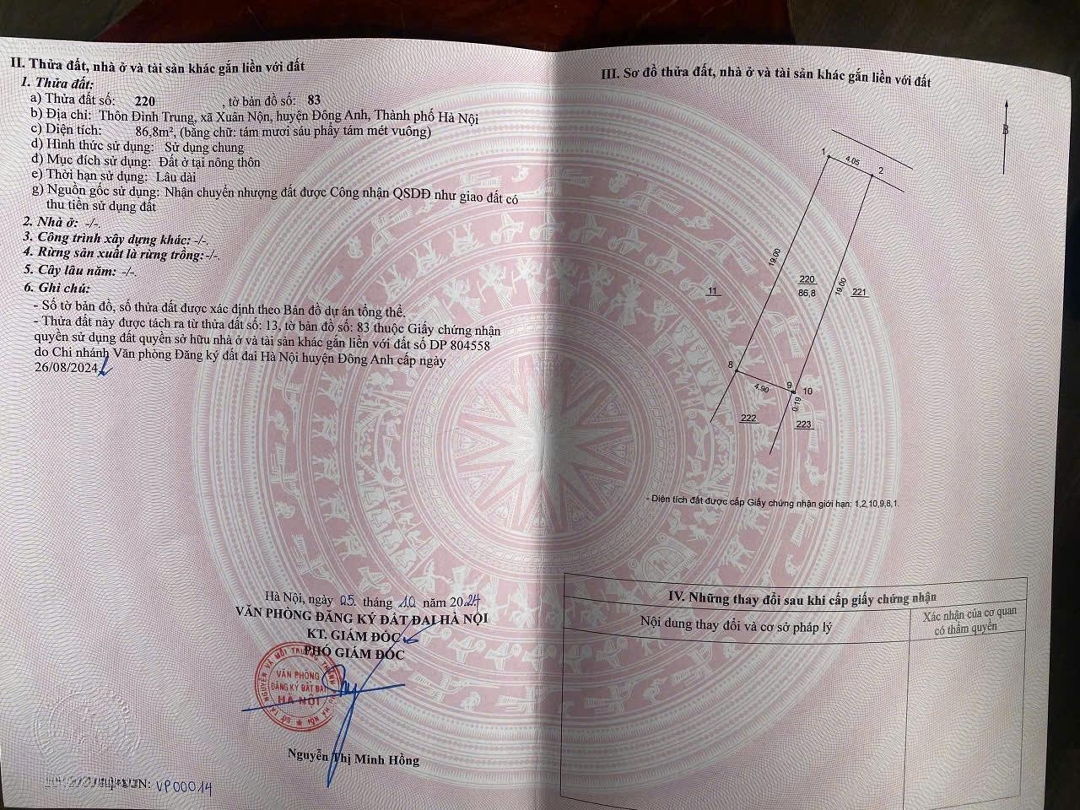 II. Thửa đất, nhà ở và tài sản khác gắn liền với đất
1. Thửa đất:
a) Thửa đất số: 220 , tờ bản đồ số: 83
b) Địa chỉ: Thôn Đình Trung, xã Xuân Nộn, huyện Đông Anh, Thành phố Hà Nội
c) Diện tích: 86,8m², (bằng chữ: tám mươi sáu phẩy tám mét vuông)
d) Hình thức sử dụng: Sử dụng chung
đ) Mục đích sử dụng: Đất ở tại nông thôn
e) Thời hạn sử dụng: Lâu dài
g) Nguồn gốc sử dụng: Nhận chuyển nhượng đất được Công nhận QSDĐ như giao đất có
thu tiền sử dụng đất
2. Nhà ở: -/-
3. Công trình xây dựng khác: -/-.
4. Rừng sản xuất là rừng trồng: -/-.
5. Cây lâu năm: -/-.
6. Ghi chú:
- Số tờ bản đồ, số thửa đất được xác định theo Bản đồ dự án tổng thể.
- Thửa đất này được tách ra từ thửa đất số: 13, tờ bản đồ số: 83 thuộc Giấy chứng nhận
quyền sử dụng đất quyền sở hữu nhà ở và tài sản khác gắn liền với đất số DP 804558
do Chi nhánh Văn phòng Đăng ký đất đai Hà Nội huyện Đông Anh cấp ngày
26/08/2024
Hà Nội, ngày 05 tháng 10 năm 2024
VĂN PHÒNG ĐĂNG KÝ ĐẤT ĐAI HÀ NỘI
KT. GIÁM ĐỐC
PHÓ GIÁM ĐỐC
VĂN PHÒNG
ĐĂNG KÝ ĐẤT ĐAI
HÀ NỘI
Nguyễn Thị Minh Hồng
VP00014
III. Sơ đồ thửa đất, nhà ở và tài sản khác gắn liền với đất
B
1
4.05
2
19.00
220
86,8
19.00
221
11
8
4.90
9
10
0.19
222
223
- Diện tích đất được cấp Giấy chứng nhận giới hạn: 1,2,10,9,8,1.
IV. Những thay đổi sau khi cấp giấy chứng nhận
Nội dung thay đổi và cơ sở pháp lý
Xác nhận của cơ quan
có thẩm quyền